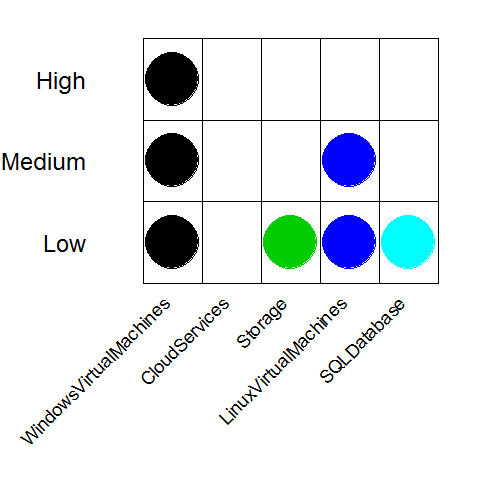 High
Medium
Low
WindowsVirtualMachines
CloudServices
Storage
LinuxVirtualMachines
SQLDatabase